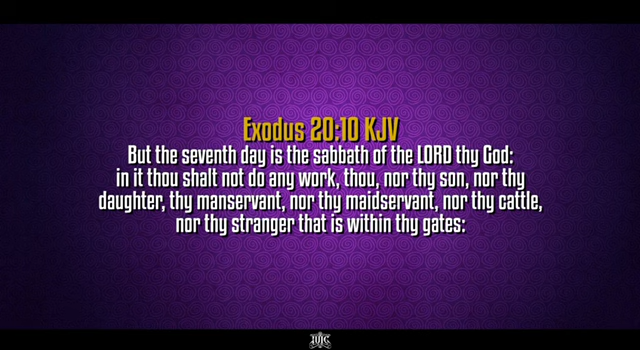 Exodus 20:10 KJV
But the seventh day is the sabbath of the LORD thy God:
in it thou shalt not do any work, thou, nor thy son, nor thy
daughter, thy manservant, nor thy maidservant, nor thy cattle,
nor thy stranger that is within thy gates:
IUIC